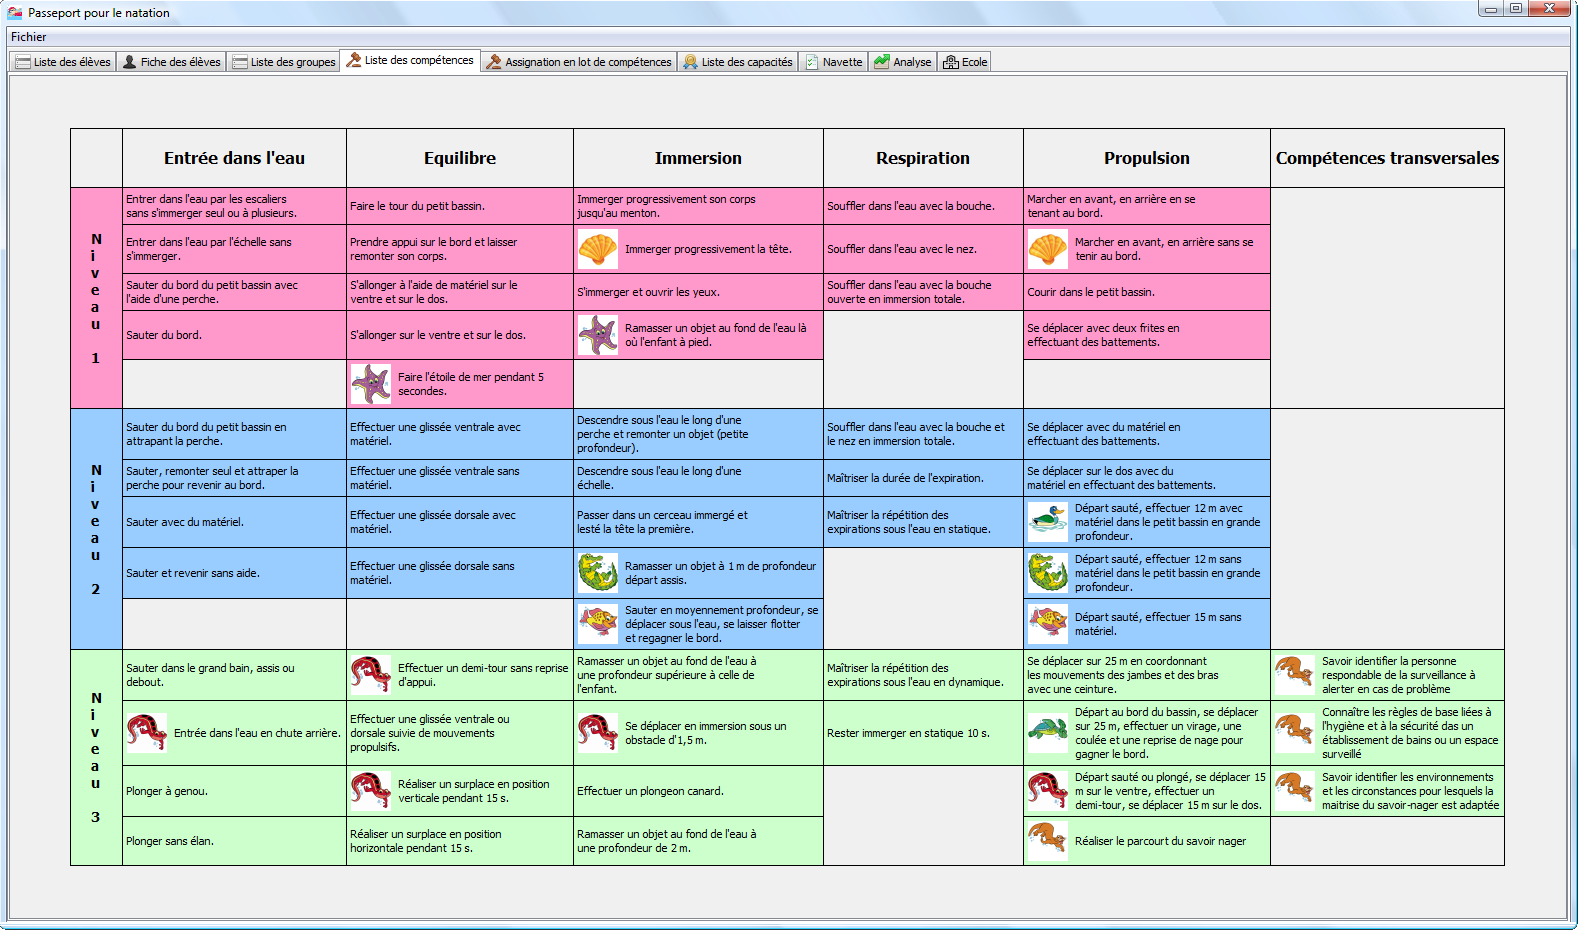 Passeport pour le natation
Fichier
Liste des élèves
Fiche des élèves
Liste des groupes
Liste des compétences
Assignation en lot de compétences
Liste des capacités
Navette
Analyse
Ecole
Entrée dans l'eau
Equilibre
Immersion
Respiration
Propulsion
Compétences transversales
Niveau 1
Entrer dans l'eau par les escaliers
sans s'immerger seul ou à plusieurs.
Faire le tour du petit bassin.
Immerger progressivement son corps
jusqu'au menton.
Souffler dans l'eau avec la bouche.
Marcher en avant, en arrière en se
tenant au bord.
Entrer dans l'eau par l'échelle sans
s'immerger.
Prendre appui sur le bord et laisser
remonter son corps.
Immerger progressivement la tête.
Souffler dans l'eau avec le nez.
Marcher en avant, en arrière sans se
tenir au bord.
Sauter du bord du petit bassin avec
l'aide d'une perche.
S'allonger à l'aide de matériel sur le
ventre et sur le dos.
S'immerger et ouvrir les yeux.
Souffler dans l'eau avec la bouche
ouverte en immersion totale.
Courir dans le petit bassin.
Sauter du bord.
S'allonger sur le ventre et sur le dos.
Ramasser un objet au fond de l'eau là
où l'enfant à pied.
Se déplacer avec deux frites en
effectuant des battements.
Faire l'étoile de mer pendant 5
secondes.
Niveau 2
Sauter du bord du petit bassin en
attrapant la perche.
Effectuer une glissée ventrale avec
matériel.
Descendre sous l'eau le long d'une
perche et remonter un objet (petite
profondeur).
Souffler dans l'eau avec la bouche et
le nez en immersion totale.
Se déplacer avec du matériel en
effectuant des battements.
Sauter, remonter seul et attraper la
perche pour revenir au bord.
Effectuer une glissée ventrale sans
matériel.
Descendre sous l'eau le long d'une
échelle.
Maîtriser la durée de l'expiration.
Se déplacer sur le dos avec du
matériel en effectuant des battements.
Sauter avec du matériel.
Effectuer une glissée dorsale avec
matériel.
Passer dans un cerceau immergé et
lesté la tête la première.
Maîtriser la répétition des
expirations sous l'eau en statique.
Départ sauté, effectuer 12 m avec
matériel dans le petit bassin en grande
profondeur.
Sauter et revenir sans aide.
Effectuer une glissée dorsale sans
matériel.
Ramasser un objet à 1 m de profondeur
départ assis.
Départ sauté, effectuer 12 m sans
matériel dans le petit bassin en grande
profondeur.
Sauter en moyennement profondeur, se
déplacer sous l'eau, se laisser flotter
et regagner le bord.
Départ sauté, effectuer 15 m sans
matériel.
Niveau 3
Sauter dans le grand bain, assis ou
debout.
Effectuer un demi-tour sans reprise
d'appui.
Ramasser un objet au fond de l'eau à
une profondeur supérieure à celle de
l'enfant.
Maîtriser la répétition des
expirations sous l'eau en dynamique.
Se déplacer sur 25 m en coordonnant
les mouvements des jambes et des bras
avec une ceinture.
Savoir identifier la personne
respondable de la surveillance à
alerter en cas de problème
Entrée dans l'eau en chute arrière.
Effectuer une glissée ventrale ou
dorsale suivie de mouvements
propulsifs.
Se déplacer en immersion sous un
obstacle d'1,5 m.
Rester immerger en statique 10 s.
Départ au bord du bassin, se déplacer
sur 25 m, effectuer un virage, une
coulée et une reprise de nage pour
gagner le bord.
Connaître les règles de base liées à
l'hygiène et à la sécurité das un
établissement de bains ou un espace
surveillé
Plonger à genou.
Réaliser un surplace en position
verticale pendant 15 s.
Effectuer un plongeon canard.
Départ sauté ou plongé, se déplacer 15
m sur le ventre, effectuer un
demi-tour, se déplacer 15 m sur le dos.
Savoir identifier les environnements
et les circonstances pour lesquels la
maitrise du savoir-nager est adaptée
Plonger sans élan.
Réaliser un surplace en position
horizontale pendant 15 s.
Ramasser un objet au fond de l'eau à
une profondeur de 2 m.
Réaliser le parcourt du savoir nager